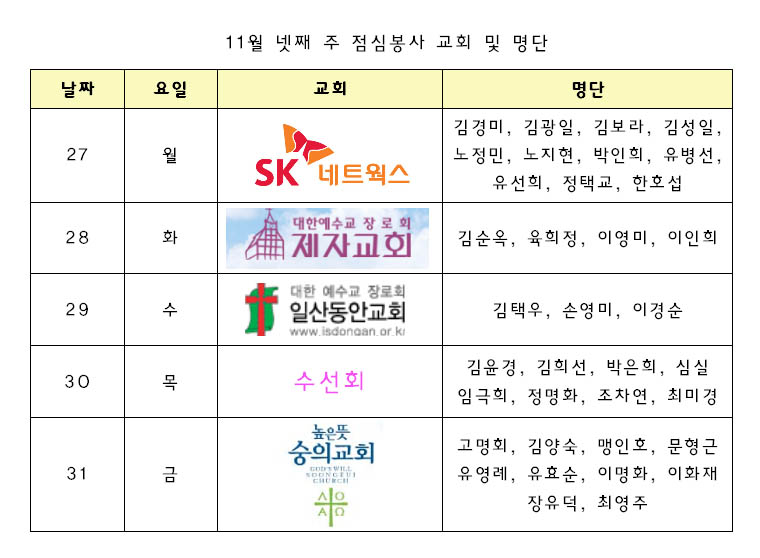 11월 넷째 주 점심봉사 교회 및 명단
날짜 요일 교회 명단
27 월 SK 네트웍스 김경미, 김광일, 김보라, 김성일,
노정민, 노지현, 박인희, 유병선,
유선희, 정택교, 한호섭
28 화 대한예수교 장로회
제자교회 김순옥, 육희정, 이영미, 이인희
29 수 대한 예수교 장로회
일산동안교회 김택우, 손영미, 이경순
www.isdongan.or.kr
30 목 수선회 김윤경, 김희선, 박은희, 심실
임극희, 정명화, 조차연, 최미경
31 금 높은뜻
숭의교회 고명회, 김양숙, 맹인호, 문형근
GOD'S WILL
SOONGEUI
CHURCH
유영례, 유효순, 이명화, 이화재
장유덕, 최영주
A O
A Ω